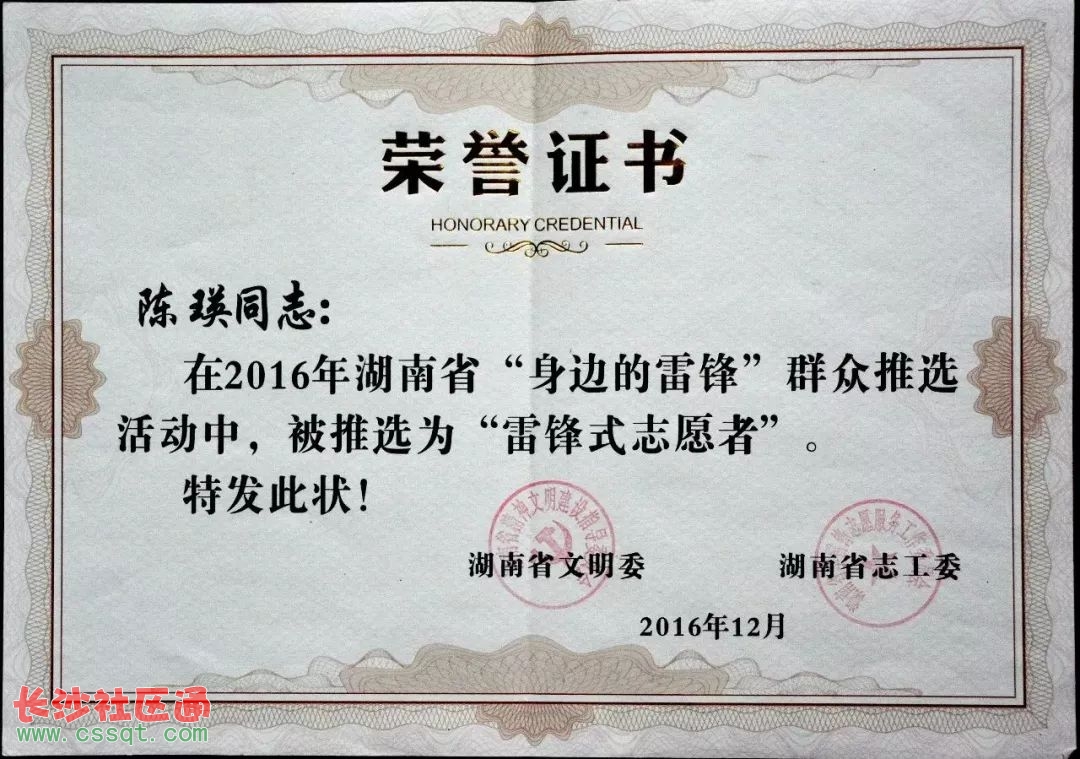 荣誉证书
HONORARY CREDENTIAL
陈瑛同志：
在2016年湖南省“身边的雷锋”群众推选
活动中，被推选为“雷锋式志愿者”。
特发此状！
湖南省文明委
湖南省志工委
2016年12月
长沙社区通
www.cssqt.com